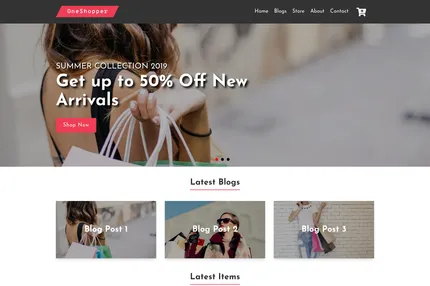 OneShopper
Home Blogs Store About Contact
SUMMER COLLECTION 2019
Get up to 50% Off New
Arrivals
Shop Now
Latest Blogs
Blog Post 1
Blog Post 2
Blog Post 3
Latest Items